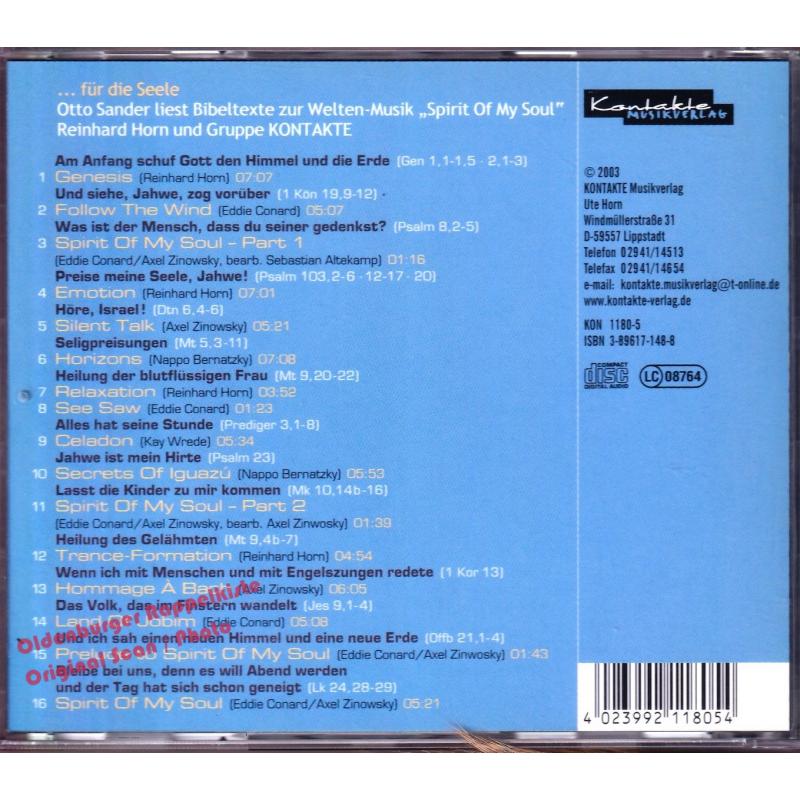 ... für die Seele
Otto Sander liest Bibeltexte zur Welten-Musik „Spirit Of My Soul"
Reinhard Horn und Gruppe KONTAKTE
Am Anfang schuf Gott den Himmel und die Erde (Gen 1,1-1,5 · 2,1-3)
1 Genesis (Reinhard Horn) 07:07
Und siehe, Jahwe, zog vorüber (1 Kön 19,9-12)
2 Follow The Wind (Eddie Conard) 05:07
Was ist der Mensch, dass du seiner gedenkst? (Psalm 8,2-5)
3 Spirit Of My Soul - Part 1
(Eddie Conard/Axel Zinowsky, bearb. Sebastian Altekamp) 01:16
Preise meine Seele, Jahwe! (Psalm 103,2-6 · 12-17 · 20)
4 Emotion (Reinhard Horn) 07:01
Höre, Israel! (Dtn 6,4-6)
5 Silent Talk (Axel Zinowsky) 05:21
Seligpreisungen (Mt 5,3-11)
6 Horizons (Nappo Bernatzky) 07:08
Heilung der blutflüssigen Frau (Mt 9,20-22)
7 Relaxation (Reinhard Horn) 03:52
8 See Saw (Eddie Conard) 01:23
Alles hat seine Stunde (Prediger 3,1-8)
9 Celadon (Kay Wrede) 05:34
Jahwe ist mein Hirte (Psalm 23)
10 Secrets Of Iguazú (Nappo Bernatzky) 05:53
Lasst die Kinder zu mir kommen (Mk 10,14b-16)
11 Spirit Of My Soul - Part 2
(Eddie Conard/Axel Zinowsky, bearb. Axel Zinwosky) 01:39
Heilung des Gelähmten (Mt 9,4b-7)
12 Trance-Formation (Reinhard Horn) 04:54
Wenn ich mit Menschen und mit Engelszungen redete (1 Kor 13)
13 Hommage À Bach (Axel Zinowsky) 06:05
Das Volk, das im Finstern wandelt (Jes 9,1-4)
14 Land Of Jobim (Eddie Conard) 05:08
Und ich sah einen neuen Himmel und eine neue Erde (Offb 21,1-4)
15 Prelude to Spirit Of My Soul (Eddie Conard/Axel Zinwosky) 01:43
Bleibe bei uns, denn es will Abend werden
und der Tag hat sich schon geneigt (Lk 24,28-29)
16 Spirit Of My Soul (Eddie Conard/Axel Zinowsky) 05:21
Oldenburger Rappelkiste
Original Scan / Photo
Kontakte
MUSIKVERLAG
© 2003
KONTAKTE Musikverlag
Ute Horn
Windmüllerstraße 31
D-59557 Lippstadt
Telefon 02941/14513
Telefax 02941/14654
e-mail: kontakte.musikverlag@t-online.de
www.kontakte-verlag.de
KON 1180-5
ISBN 3-89617-148-8
COMPACT
disc
DIGITAL AUDIO
LC 08764
4 023992 118054